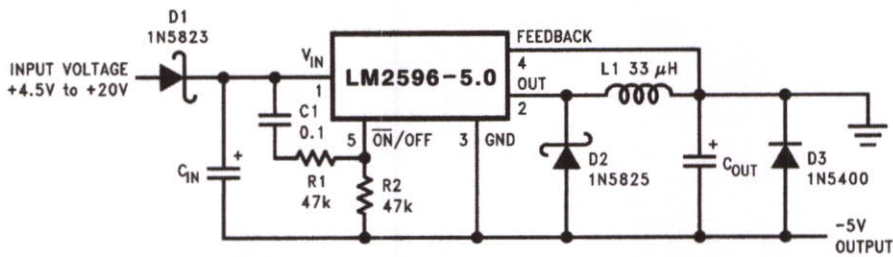 D1
1N5823
INPUT VOLTAGE
+4.5V to +20V
VIN
1
LM2596-5.0
FEEDBACK
4
OUT
2
L1 33 μH
C1
0.1
5
ON/OFF
3
GND
CIN
+
R1
47k
R2
47k
D2
1N5825
+
COUT
D3
1N5400
-5V
OUTPUT